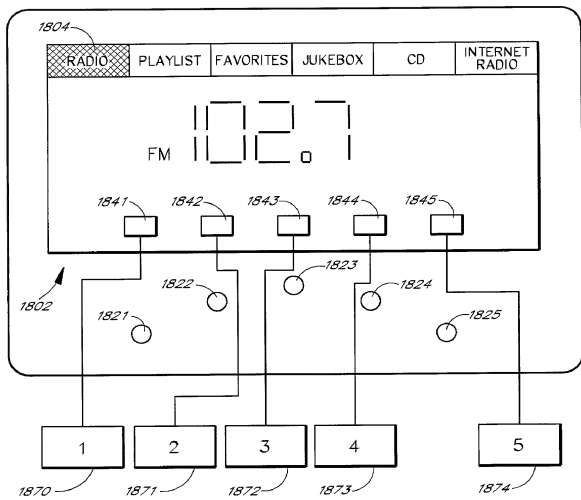 1804
RADIO PLAYLIST FAVORITES JUKEBOX CD INTERNET RADIO
FM 102.7
1841 1842 1843 1844 1845
1802 1821 1822 1823 1824 1825
1 2 3 4 5
1870 1871 1872 1873 1874